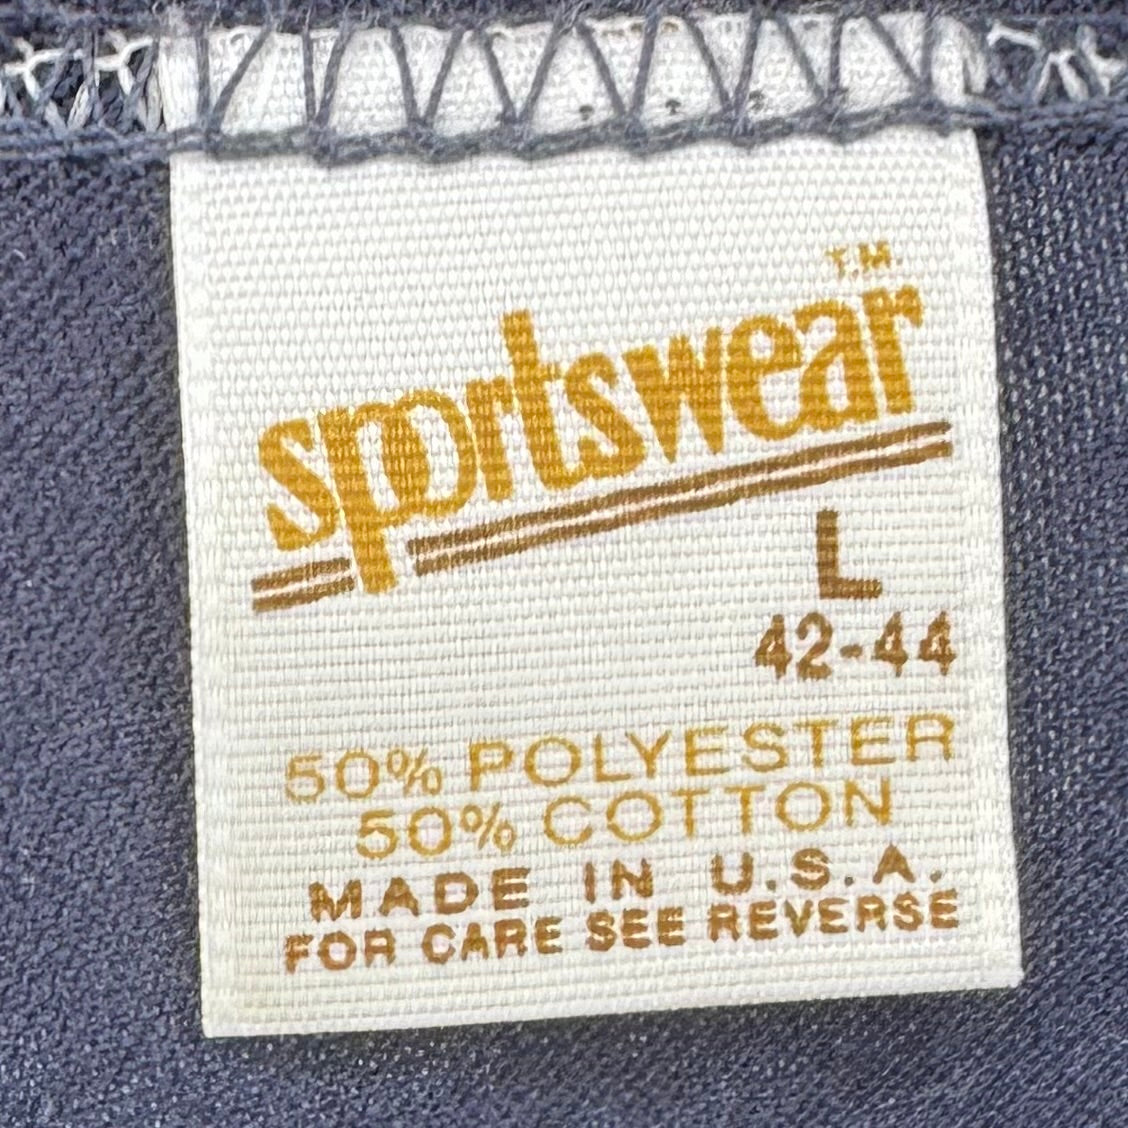 T.M.
sportswear
L
42-44
50% POLYESTER
50% COTTON
MADE IN U.S.A.
FOR CARE SEE REVERSE